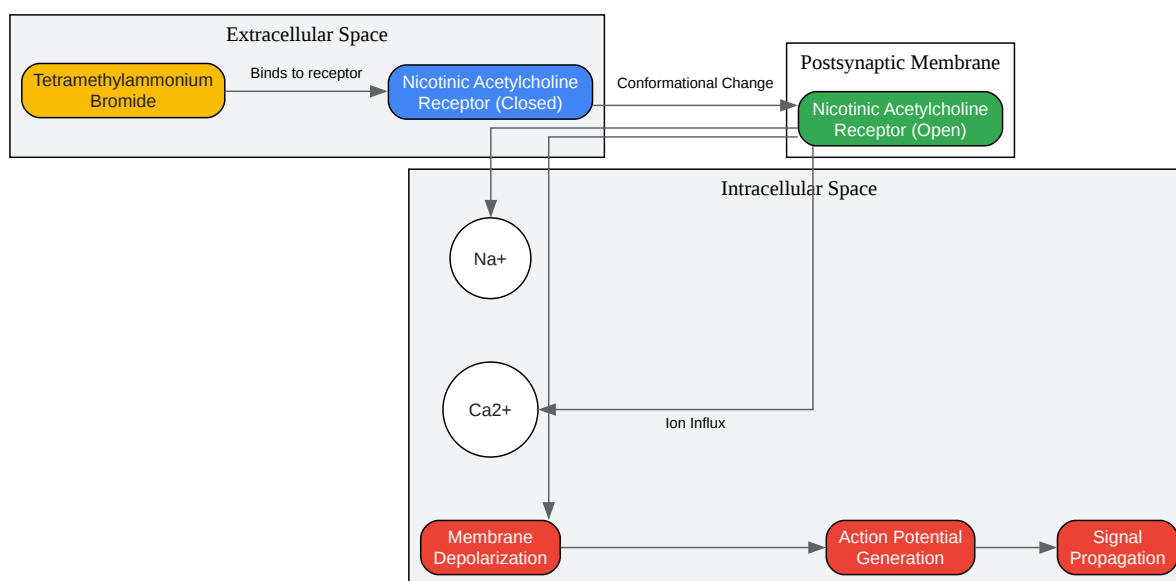 Extracellular Space
Tetramethylammonium
Bromide
Binds to receptor
Nicotinic Acetylcholine
Receptor (Closed)
Conformational Change
Postsynaptic Membrane
Nicotinic Acetylcholine
Receptor (Open)
Intracellular Space
Na+
Ca2+
Ion Influx
Membrane
Depolarization
Action Potential
Generation
Signal
Propagation